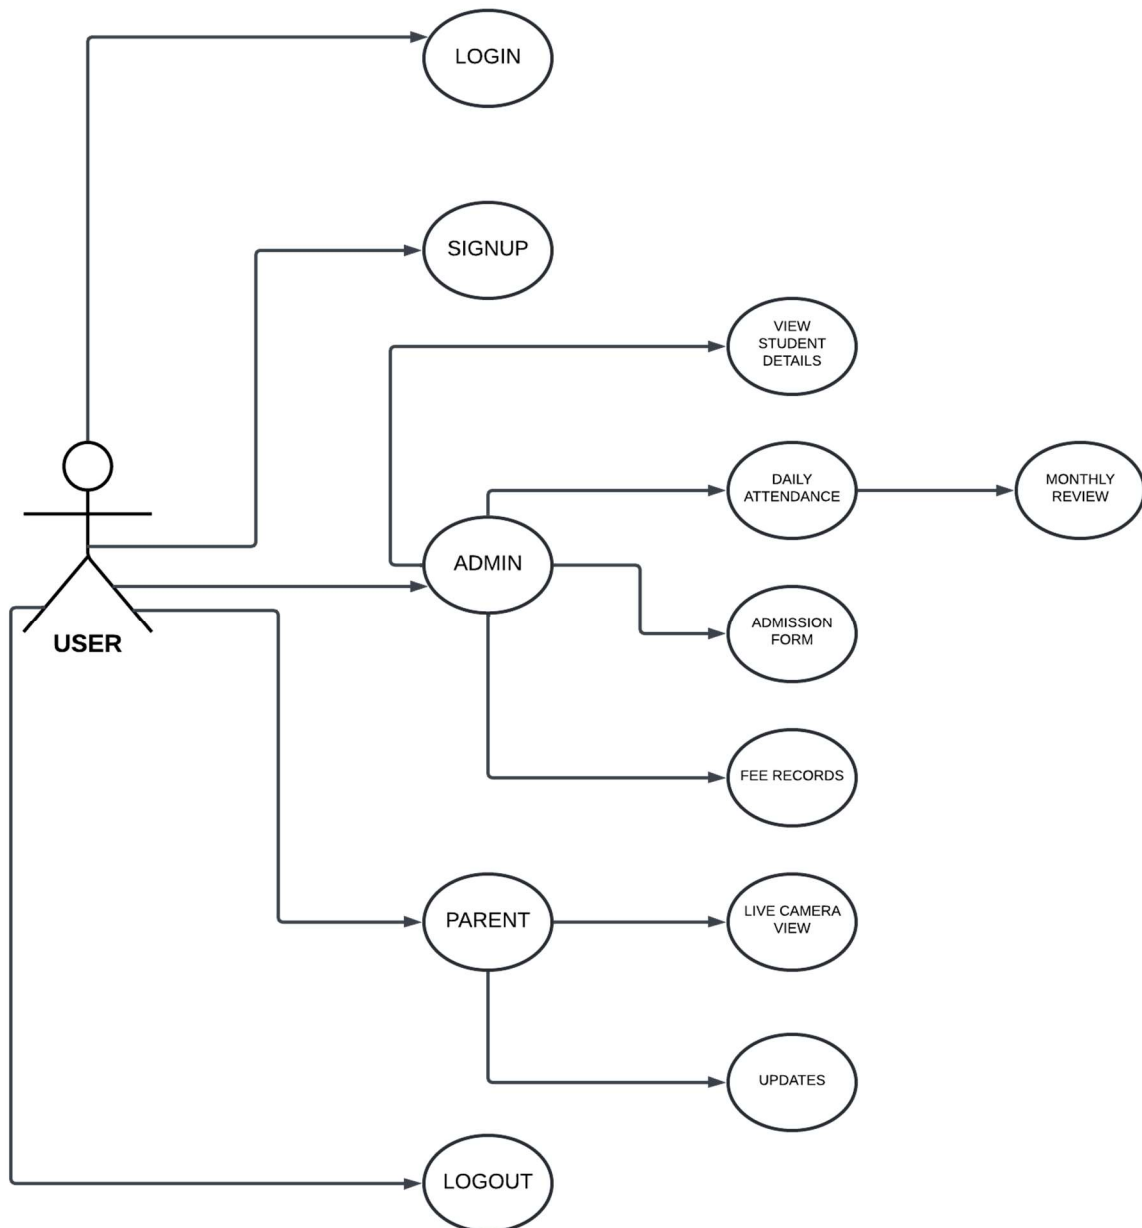 LOGIN
SIGNUP
VIEW
STUDENT
DETAILS
DAILY
ATTENDANCE
MONTHLY
REVIEW
ADMIN
ADMISSION
FORM
USER
FEE RECORDS
PARENT
LIVE CAMERA
VIEW
UPDATES
LOGOUT